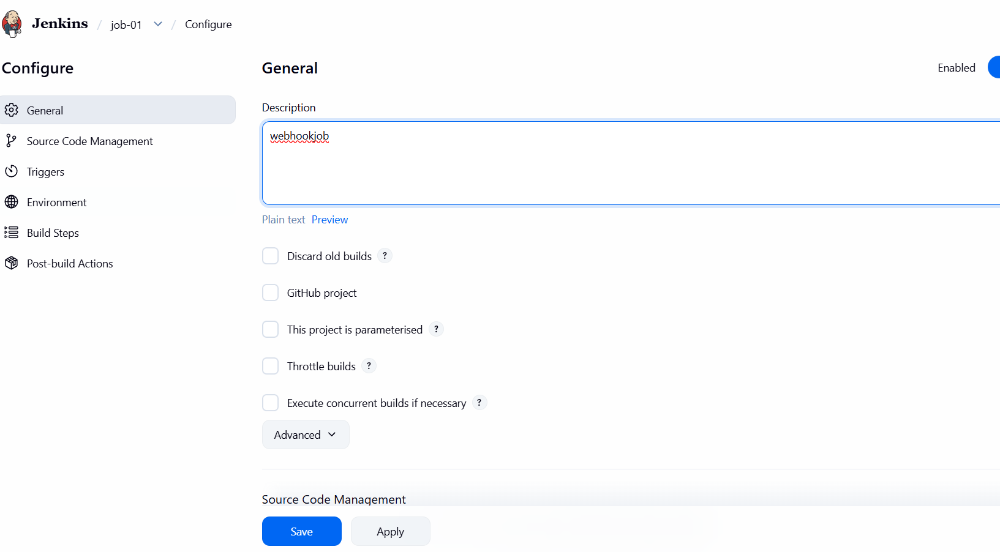 Jenkins / job-01 / Configure
Configure
General
Source Code Management
Triggers
Environment
Build Steps
Post-build Actions
General
Enabled
Description
webhookjob
Plain text Preview
Discard old builds ?
GitHub project
This project is parameterised ?
Throttle builds ?
Execute concurrent builds if necessary ?
Advanced
Source Code Management
Save Apply